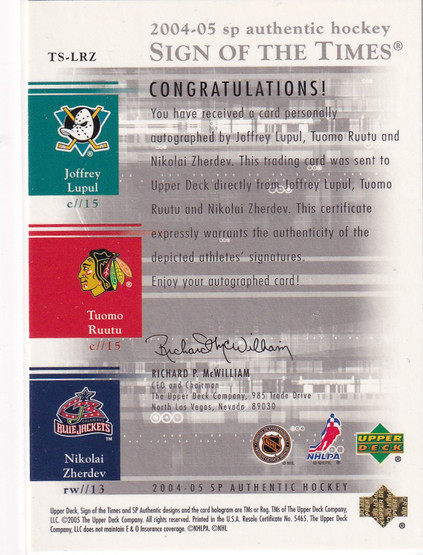 2004-05 sp authentic hockey
TS-LRZ
SIGN OF THE TIMES®
CONGRATULATIONS!
You have received a card personally
autographed by Joffrey Lupul, Tuomo Ruutu and
Nikolai Zherdev. This trading card was sent to
Upper Deck directly from Joffrey Lupul, Tuomo
Ruutu and Nikolai Zherdev. This certificate
expressly warrants the authenticity of the
depicted athletes' signatures.
Enjoy your autographed card!
Joffrey
Lupul
c//15
Tuomo
Ruutu
c//15
BLUE JACKETS
TM
Nikolai
Zherdev
rw//13
Richard P. McWilliam
RICHARD P. McWILLIAM
CEO and Chairman
The Upper Deck Company, 985 Trade Drive
North Las Vegas, Nevada 89030
©NHL
NHLPA
UPPER
DECK
®
2004-05 SP AUTHENTIC HOCKEY
Upper Deck, Sign of the Times and SP Authentic designs and the card hologram are TMs or Reg. TMs of The Upper Deck Company,
LLC. ©2005 The Upper Deck Company. All rights reserved. Printed in the U.S.A. Resale Certificate No. 5465. The Upper Deck Company,
LLC does not maintain E & O Insurance coverage. ©NHLPA. ©NHL